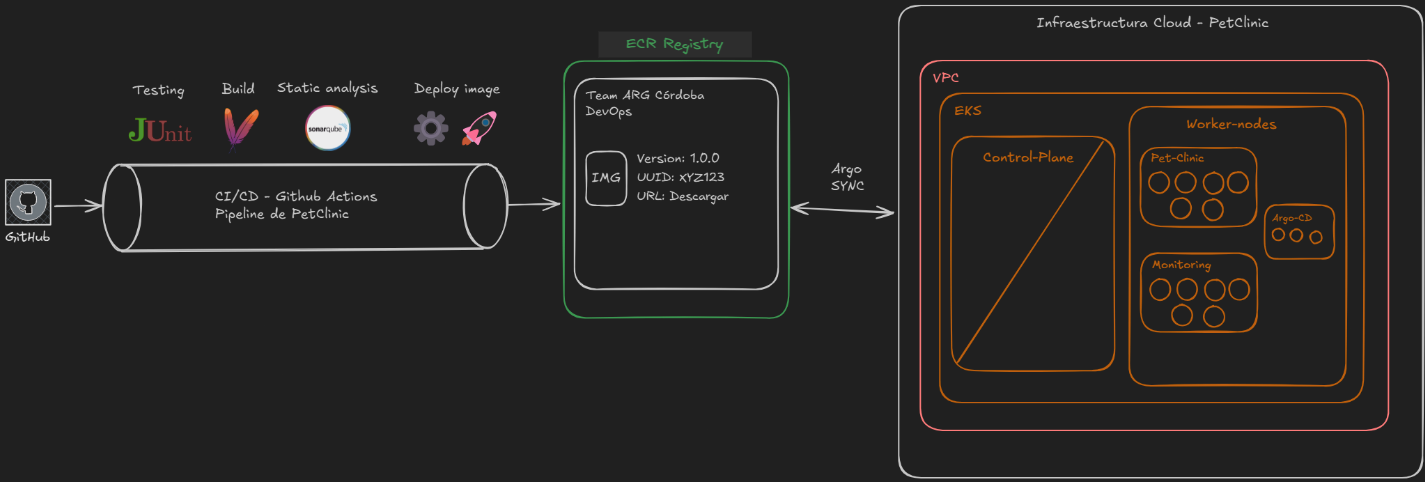 GitHub
Testing
Build
Static analysis
Deploy image
JUnit
sonarqube
CI/CD - Github Actions
Pipeline de PetClinic
ECR Registry
Team ARG Córdoba
DevOps
IMG
Version: 1.0.0
UUID: XYZ123
URL: Descargar
Argo
SYNC
Infraestructura Cloud - PetClinic
VPC
EKS
Control-Plane
Worker-nodes
Pet-Clinic
Argo-CD
Monitoring